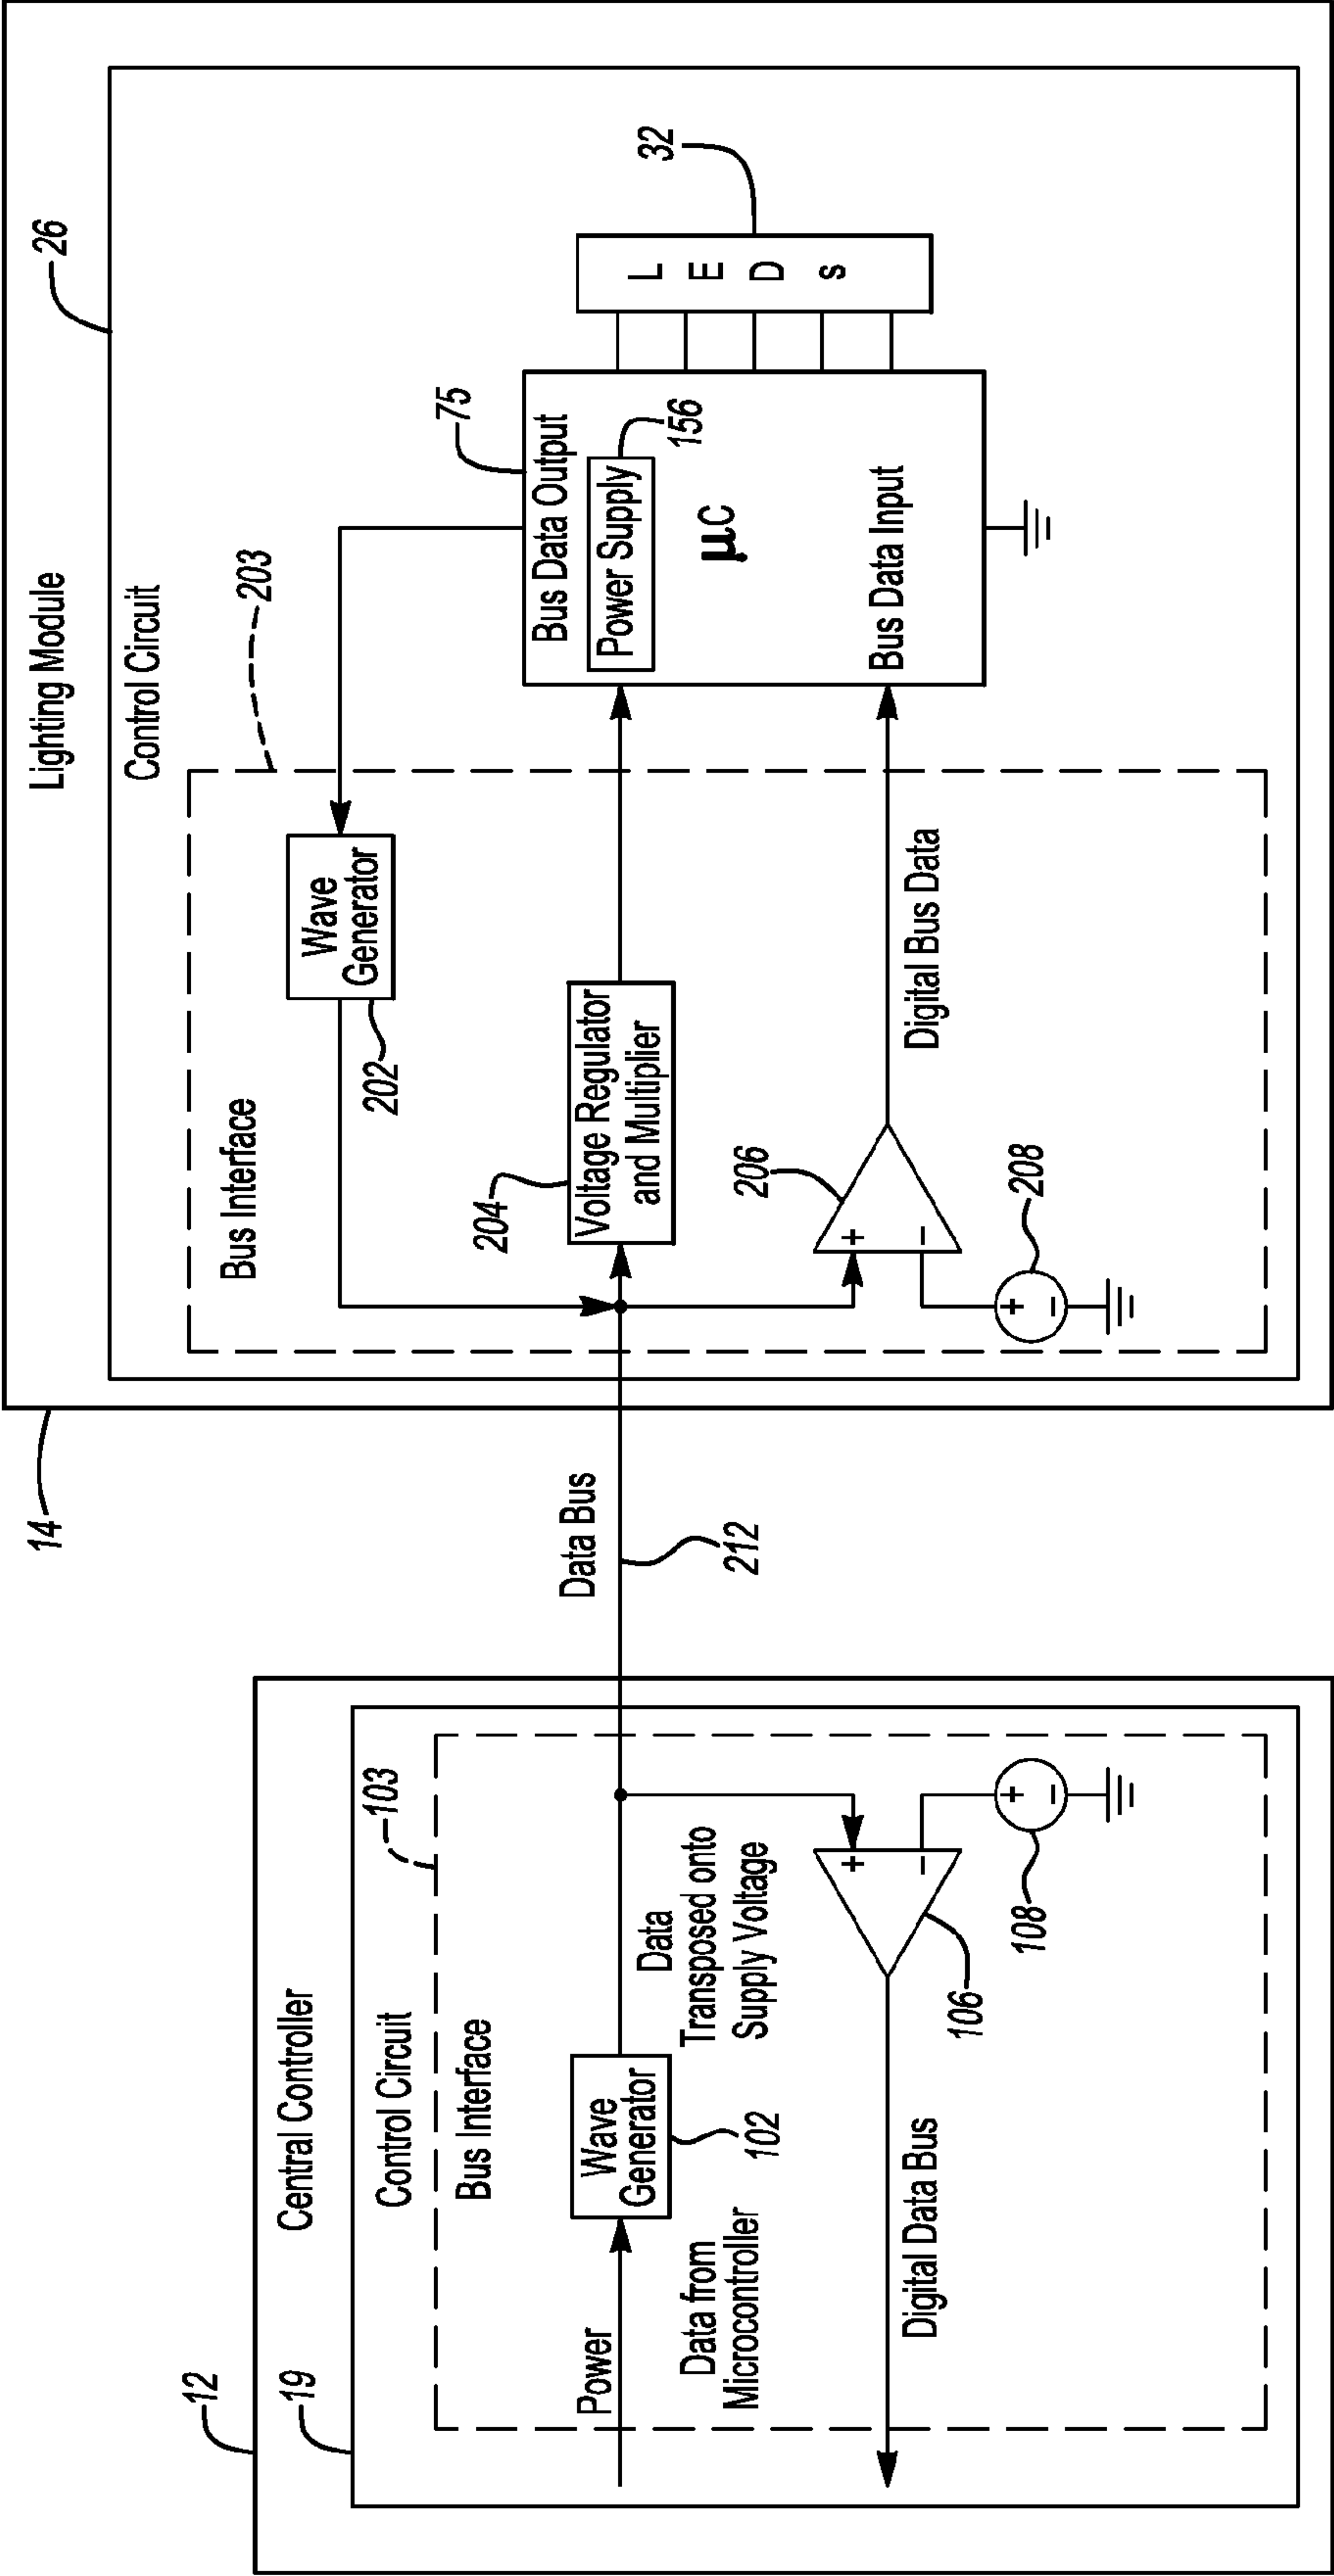 12
Central Controller
19
Control Circuit
103
Bus Interface
Power
Wave
Generator
102
Data from
Microcontroller
Data
Transposed onto
Supply Voltage
Digital Data Bus
106
+
−
108
+
−
Data Bus
212
14
Lighting Module
26
Control Circuit
203
Bus Interface
Wave
Generator
202
204
Voltage Regulator
and Multiplier
206
+
−
208
+
−
Digital Bus Data
75
Bus Data Output
Power Supply
156
μC
Bus Data Input
L
E
D
s
32